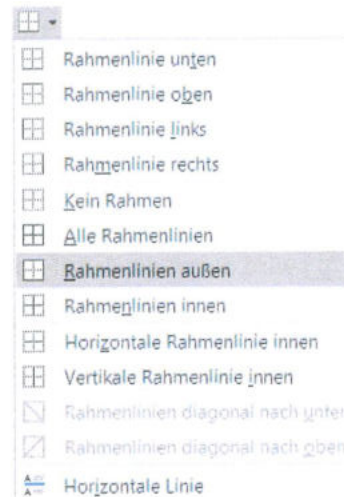 Rahmenlinie unten
Rahmenlinie oben
Rahmenlinie links
Rahmenlinie rechts
Kein Rahmen
Alle Rahmenlinien
Rahmenlinien außen
Rahmenlinien innen
Horizontale Rahmenlinie innen
Vertikale Rahmenlinie innen
Rahmenlinien diagonal nach unten
Rahmenlinien diagonal nach oben
Horizontale Linie